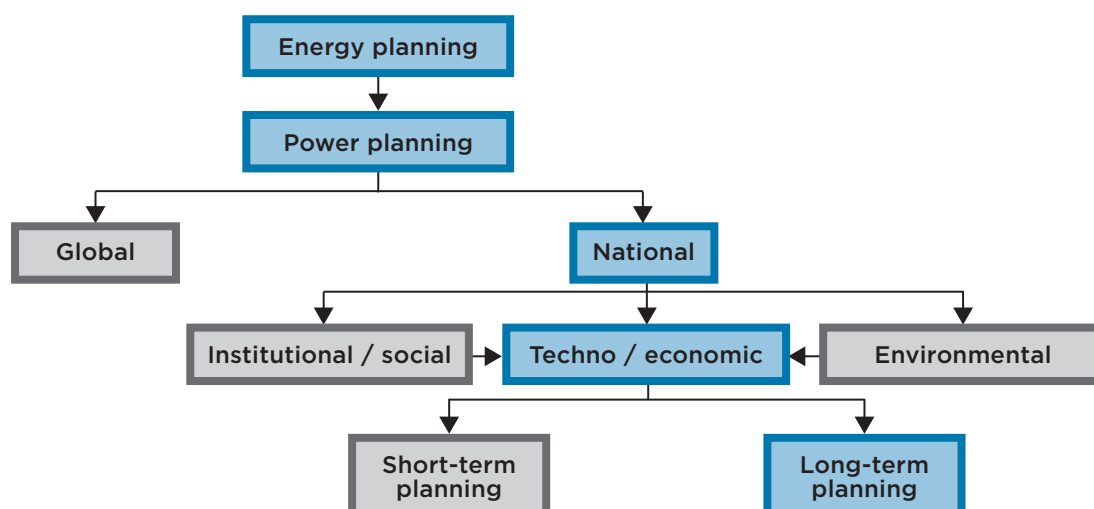 Energy planning
Power planning
Global
National
Institutional / social
Techno / economic
Environmental
Short-term
planning
Long-term
planning